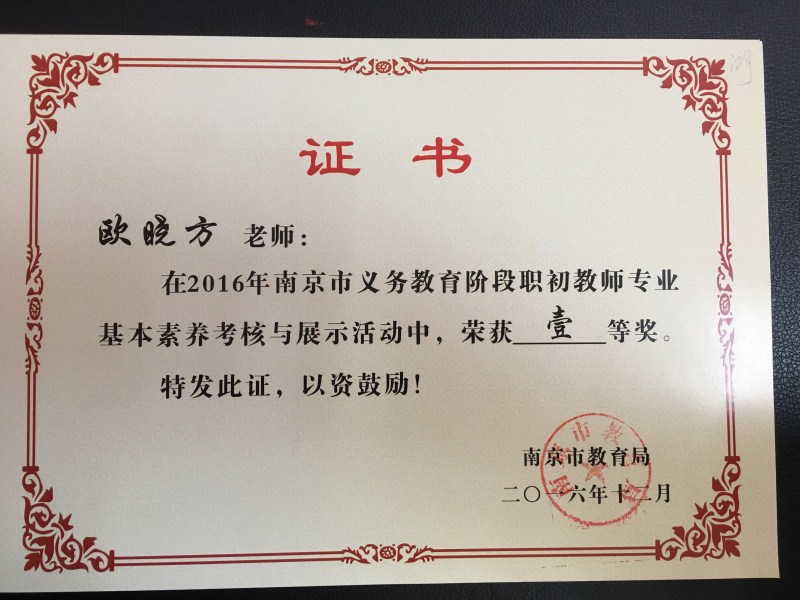 证书
欧晓方 老师：
在2016年南京市义务教育阶段职初教师专业
基本素养考核与展示活动中，荣获壹等奖。
特发此证，以资鼓励！
南京市教育局
二〇一六年十二月